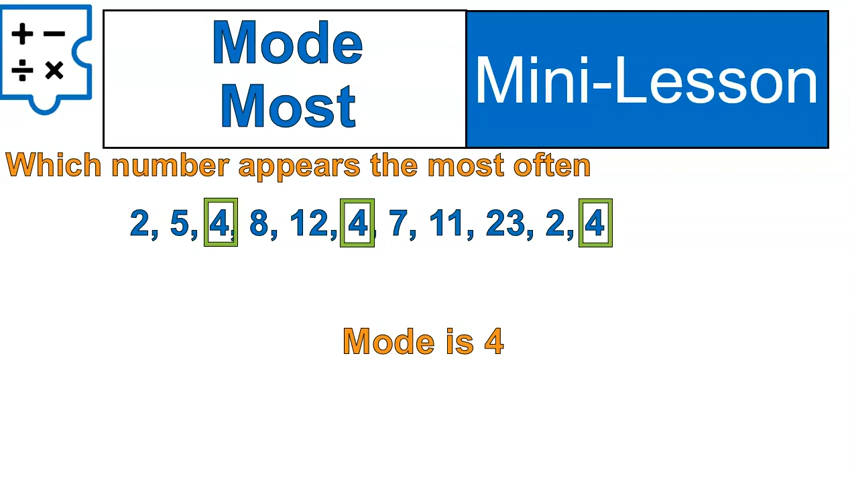 + −
÷ ×
Mode
Most
Mini-Lesson
Which number appears the most often
2, 5, 4, 8, 12, 4, 7, 11, 23, 2, 4
Mode is 4